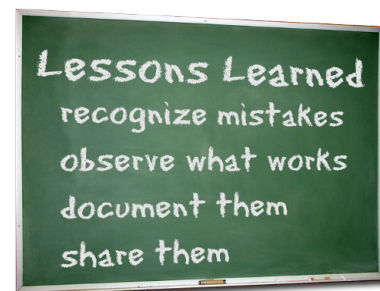 Lessons Learned
recognize mistakes
observe what works
document them
share them